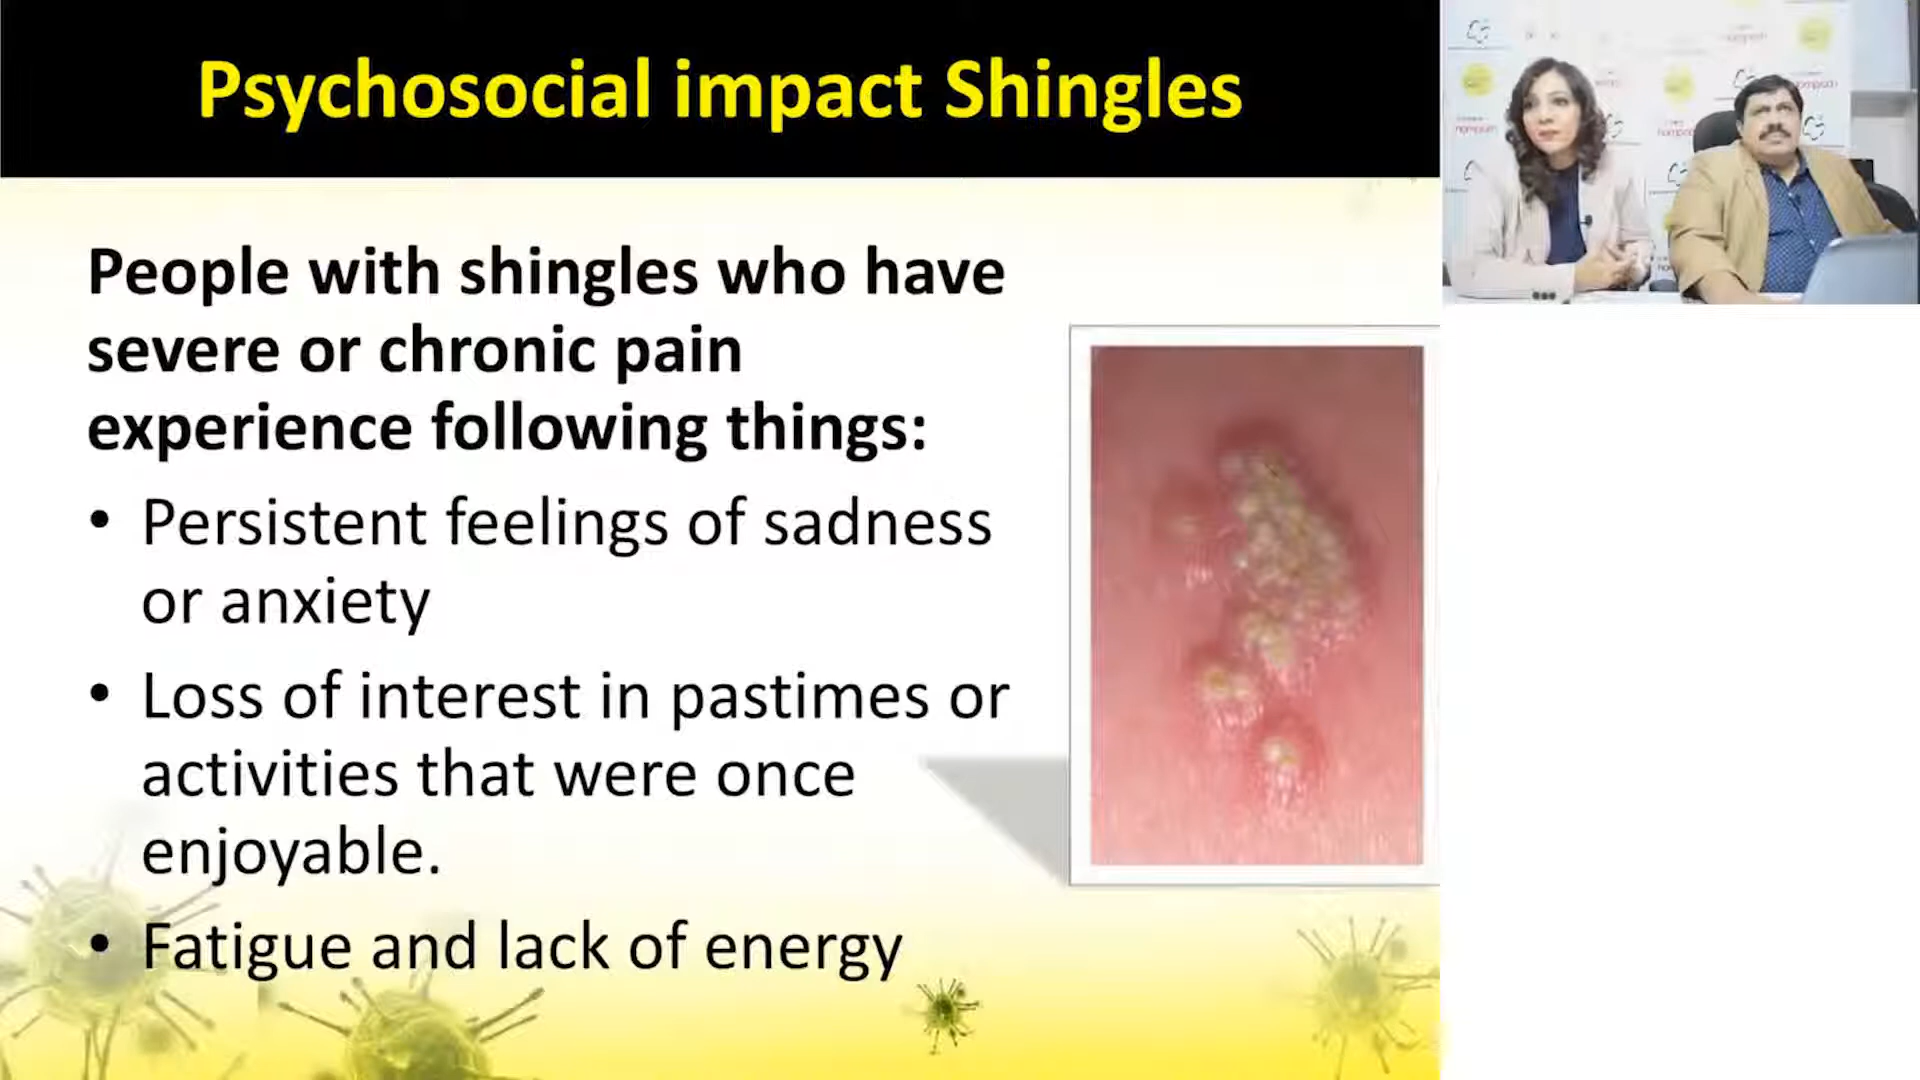 Psychosocial impact Shingles
People with shingles who have
severe or chronic pain
experience following things:
• Persistent feelings of sadness
or anxiety
• Loss of interest in pastimes or
activities that were once
enjoyable.
• Fatigue and lack of energy